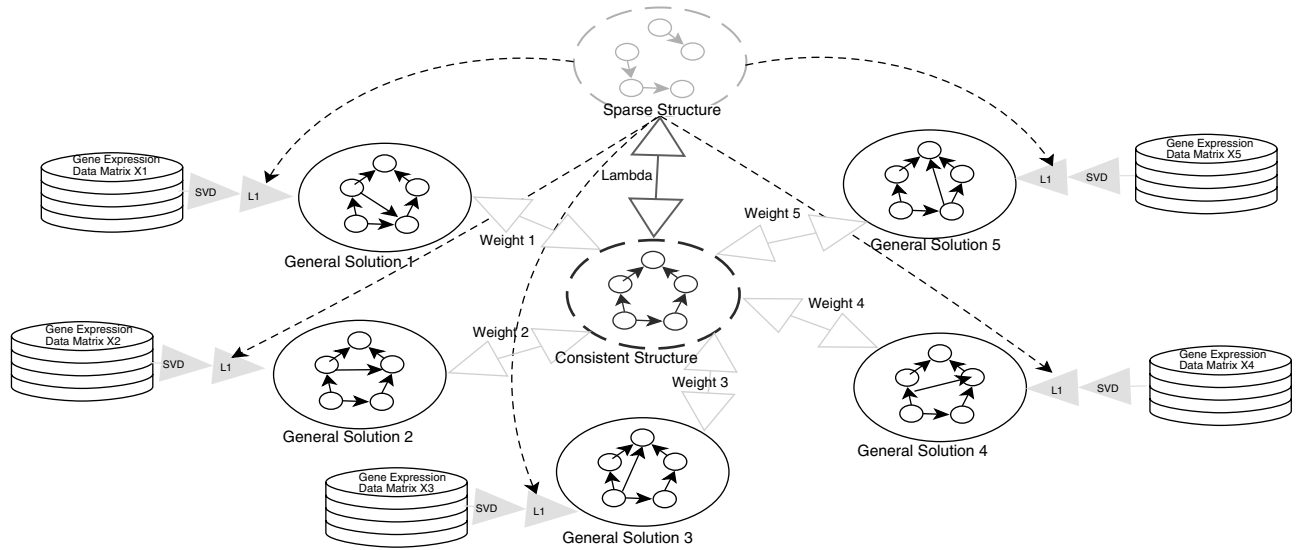 Sparse Structure
Gene Expression
Data Matrix X1
SVD
L1
General Solution 1
Weight 1
Lambda
Weight 5
General Solution 5
L1
SVD
Gene Expression
Data Matrix X5
Gene Expression
Data Matrix X2
SVD
L1
General Solution 2
Weight 2
Consistent Structure
Weight 3
Weight 4
General Solution 4
L1
SVD
Gene Expression
Data Matrix X4
Gene Expression
Data Matrix X3
SVD
L1
General Solution 3